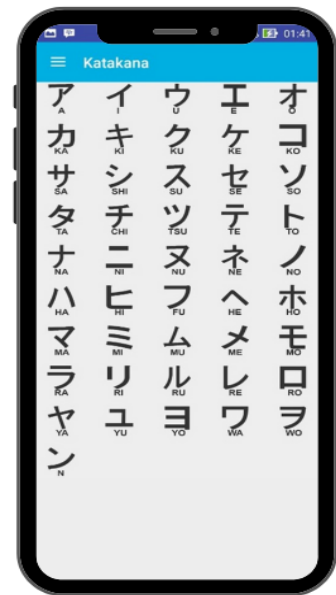 01:41
Katakana
ア イ ウ エ オ
A I U E O
カ キ ク ケ コ
KA KI KU KE KO
サ シ ス セ ソ
SA SHI SU SE SO
タ チ ツ テ ト
TA CHI TSU TE TO
ナ ニ ヌ ネ ノ
NA NI NU NE NO
ハ ヒ フ ヘ ホ
HA HI FU HE HO
マ ミ ム メ モ
MA MI MU ME MO
ラ リ ル レ ロ
RA RI RU RE RO
ヤ ユ ヨ ワ ヲ
YA YU YO WA WO
ン
N